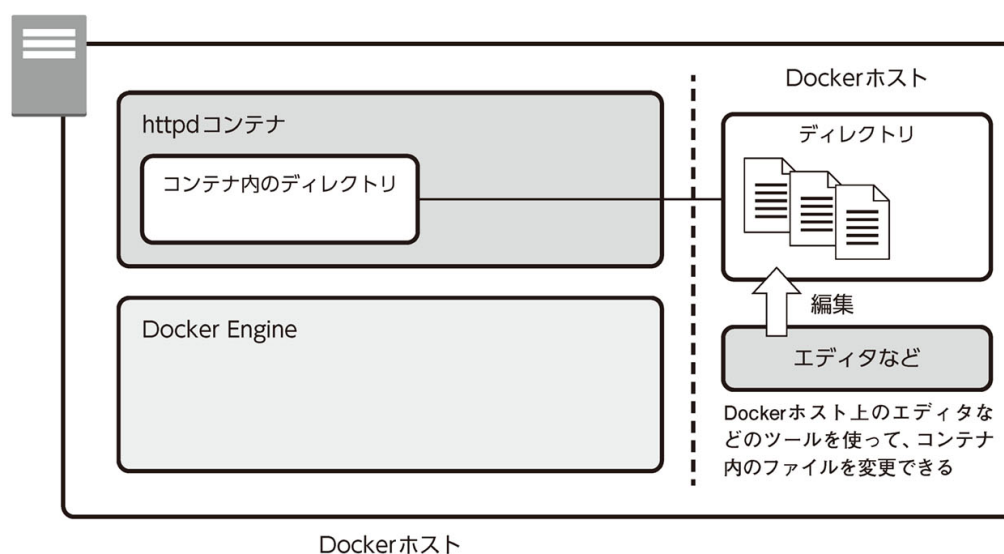 Dockerホスト
httpdコンテナ
ディレクトリ
コンテナ内のディレクトリ
編集
Docker Engine
エディタなど
Dockerホスト上のエディタな
どのツールを使って、コンテナ
内のファイルを変更できる
Dockerホスト